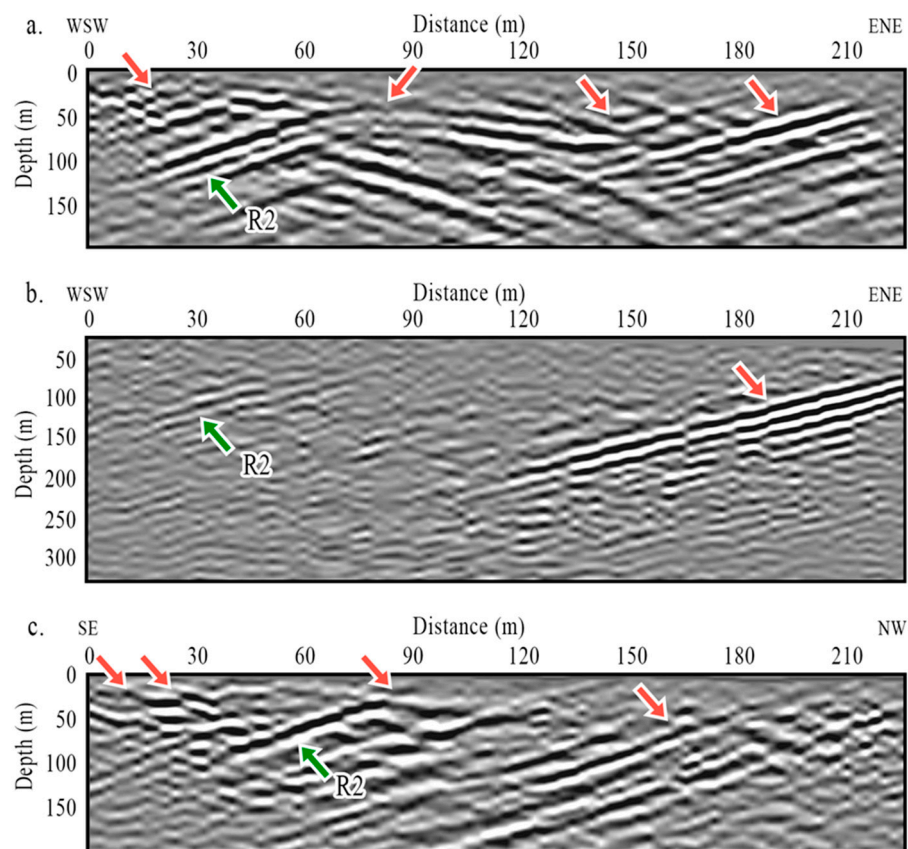 a. WSW Distance (m) ENE
0 30 60 90 120 150 180 210
0
50
100
150
Depth (m)
R2
b. WSW Distance (m) ENE
0 30 60 90 120 150 180 210
50
100
150
200
250
300
Depth (m)
R2
c. SE Distance (m) NW
0 30 60 90 120 150 180 210
0
50
100
150
Depth (m)
R2